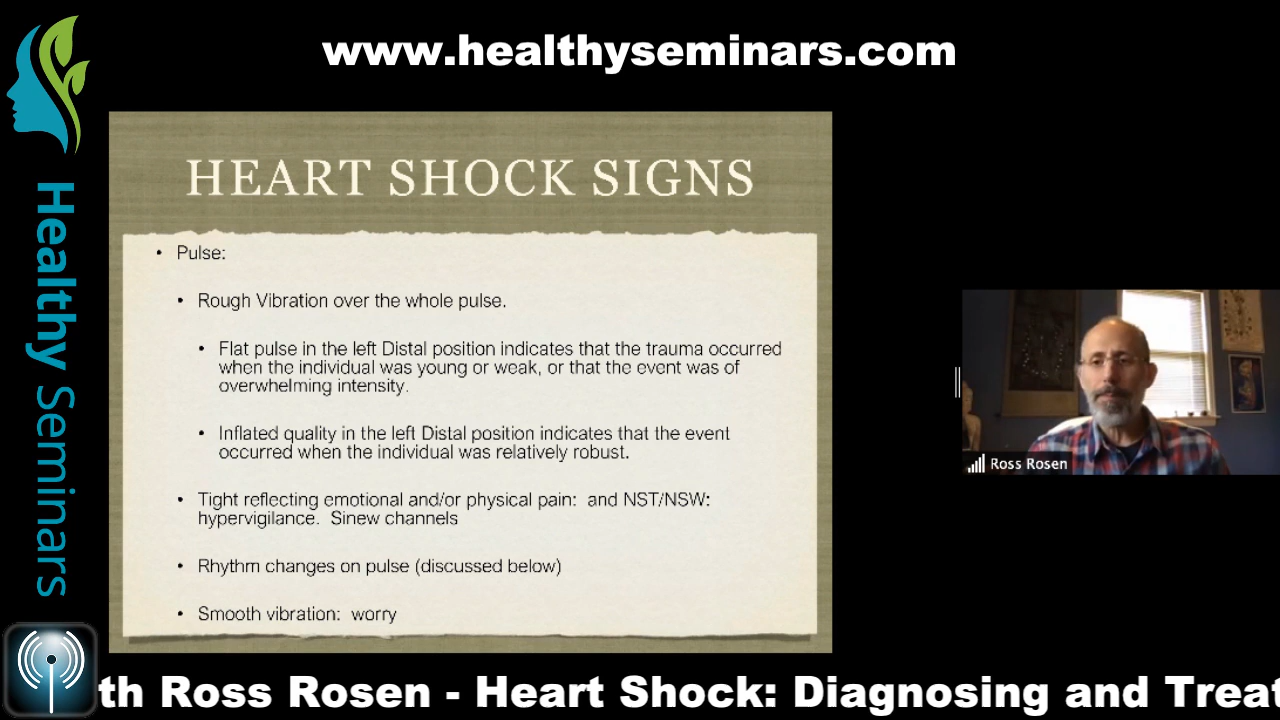 www.healthyseminars.com
Healthy Seminars
HEART SHOCK SIGNS
• Pulse:
• Rough Vibration over the whole pulse.
• Flat pulse in the left Distal position indicates that the trauma occurred
when the individual was young or weak, or that the event was of
overwhelming intensity.
• Inflated quality in the left Distal position indicates that the event
occurred when the individual was relatively robust.
• Tight reflecting emotional and/or physical pain: and NST/NSW:
hypervigilance. Sinew channels
• Rhythm changes on pulse (discussed below)
• Smooth vibration: worry
Ross Rosen
th Ross Rosen - Heart Shock: Diagnosing and Treat